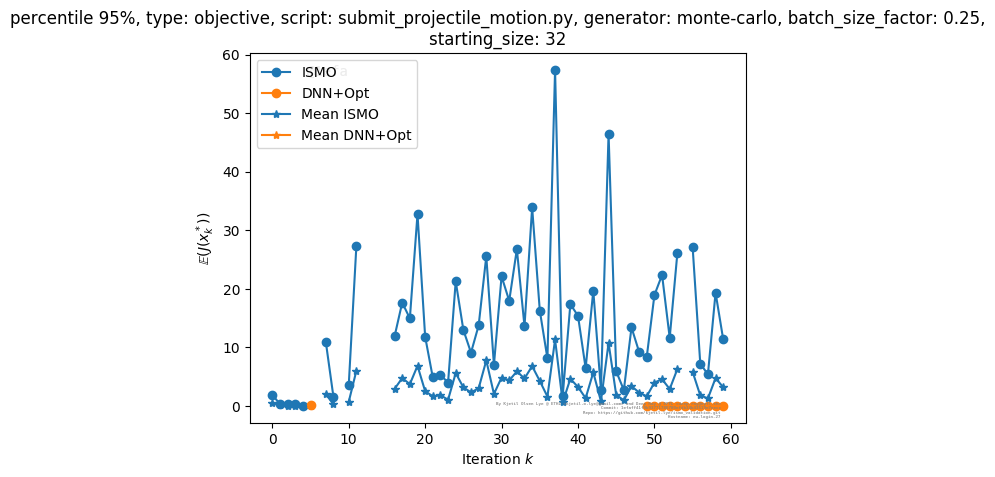 percentile 95%, type: objective, script: submit_projectile_motion.py, generator: monte-carlo, batch_size_factor: 0.25,
starting_size: 32
60
50
40
30
20
10
0
𝔼(J(x*ₖ))
ISMO
DNN+Opt
Mean ISMO
Mean DNN+Opt
0 10 20 30 40 50 60
Iteration k